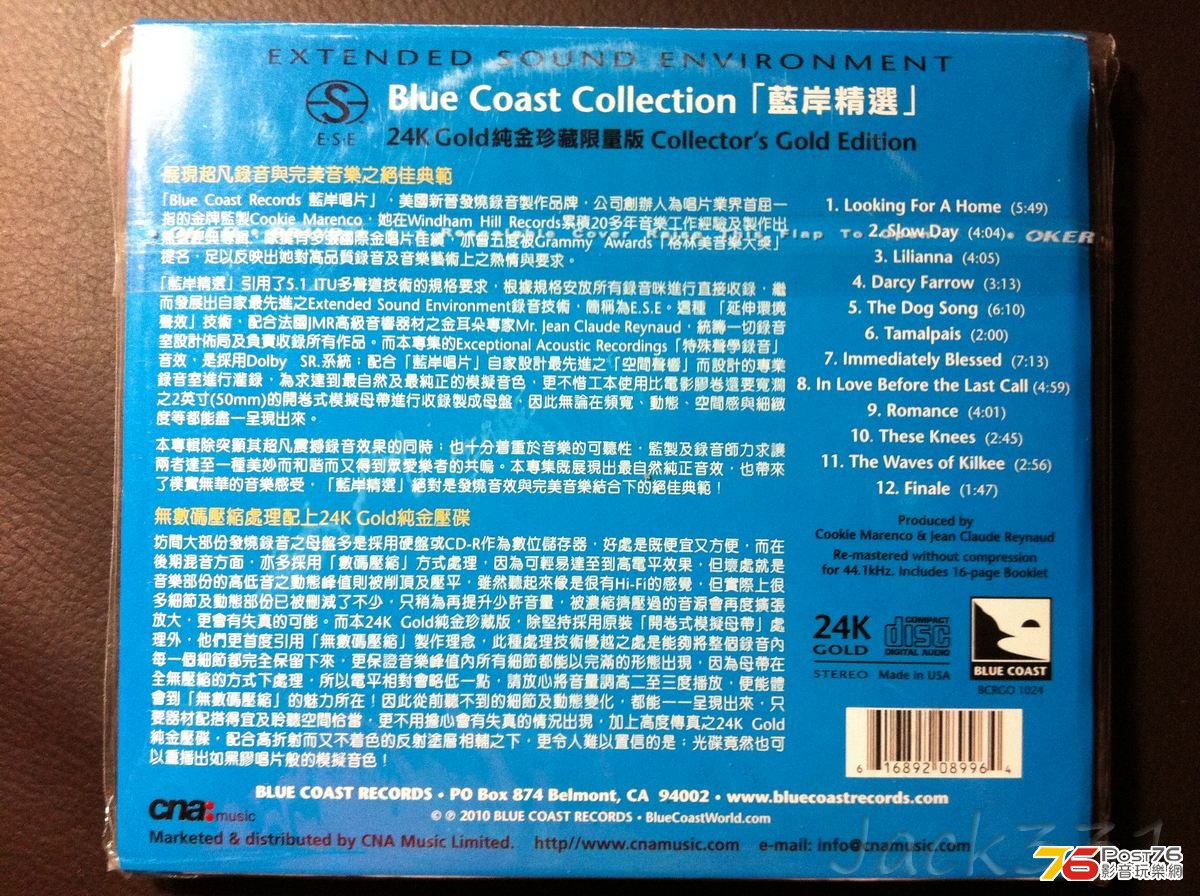 EXTENDED SOUND ENVIRONMENT
S
E·S·E
Blue Coast Collection「藍岸精選」
24K Gold純金珍藏限量版 Collector's Gold Edition
展現超凡錄音與完美音樂之絕佳典範
「Blue Coast Records 藍岸唱片」，美國新晉發燒錄音製作品牌，公司創辦人為唱片業界首屈一
指的金牌監製Cookie Marenco，她在Windham Hill Records累積20多年音樂工作經驗及製作出
無數經典專輯，錄獲有多張國際金唱片佳績，亦曾五度被Grammy Awards「格林美音樂大獎」
提名，足以反映出她對高品質錄音及音樂藝術上之熱情與要求。
「藍岸精選」引用了5.1 ITU多聲道技術的規格要求，根據規格安放所有錄音咪進行直接收錄，繼
而發展出自家最先進之Extended Sound Environment錄音技術，簡稱為E.S.E。這種「延伸環境
聲效」技術，配合法國JMR高級音響器材之金耳朵專家Mr. Jean Claude Reynaud，統籌一切錄音
室設計佈局及負責收錄所有作品。而本專集的Exceptional Acoustic Recordings「特殊聲學錄音」
音效，是採用Dolby SR.系統；配合「藍岸唱片」自家設計最先進之「空間聲響」而設計的專業
錄音室進行灌錄，為求達到最自然及最純正的模擬音色，更不惜工本使用比電影膠卷還要寬濶
之2英寸(50mm)的開卷式模擬母帶進行收錄製成母盤，因此無論在頻寬、動態、空間感與細緻
度等都能盡一呈現出來。
本專輯除突顯其超凡震撼錄音效果的同時；也十分着重於音樂的可聽性，監製及錄音師力求讓
兩者達至一種美妙而和諧而又得到眾愛樂者的共鳴。本專集既展現出最自然純正音效，也帶來
了樸實無華的音樂感受，「藍岸精選」絕對是發燒音效與完美音樂結合下的絕佳典範！
無數碼壓縮處理配上24K Gold純金壓碟
坊間大部份發燒錄音之母盤多是採用硬盤或CD-R作為數位儲存器，好處是既便宜又方便，而在
後期混音方面，亦多採用「數碼壓縮」方式處理，因為可輕易達至到高電平效果，但壞處就是
音樂部份的高低音之動態峰值則被削頂及壓平，雖然聽起來像是很有Hi-Fi的感覺，但實際上很
多細節及動態部份已被刪減了不少，只稍為再提升少許音量，被濃縮擠壓過的音源會再度擴張
放大，更會有失真的可能。而本24K Gold純金珍藏版，除堅持採用原裝「開卷式模擬母帶」處
理外，他們更首度引用「無數碼壓縮」製作理念，此種處理技術優越之處是能夠將整個錄音內
每一個細節都完全保留下來，更保證音樂峰值內所有細節都能以完滿的形態出現，因為母帶在
全無壓縮的方式下處理，所以電平相對會略低一點，請放心將音量調高二至三度播放，便能體
會到「無數碼壓縮」的魅力所在！因此從前聽不到的細節及動態變化，都能一一呈現出來，只
要器材配搭得宜及聆聽空間恰當，更不用擔心會有失真的情況出現，加上高度傳真之24K Gold
純金壓碟，配合高折射而又不着色的反射塗層相輔之下，更令人難以置信的是；光碟竟然也可
以重播出如黑膠唱片般的模擬音色！
1. Looking For A Home (5:49)
2. Slow Day (4:04)
3. Lilianna (4:05)
4. Darcy Farrow (3:13)
5. The Dog Song (6:10)
6. Tamalpais (2:00)
7. Immediately Blessed (7:13)
8. In Love Before the Last Call (4:59)
9. Romance (4:01)
10. These Knees (2:45)
11. The Waves of Kilkee (2:56)
12. Finale (1:47)
OKER
Produced by
Cookie Marenco & Jean Claude Reynaud
Re-mastered without compression
for 44.1kHz. Includes 16-page Booklet
24K
GOLD
COMPACT
disc
DIGITAL AUDIO
STEREO Made in USA
BLUE COAST
BCRGO 1024
6 16892 08996 4
BLUE COAST RECORDS • PO Box 874 Belmont, CA 94002 • www.bluecoastrecords.com
© ℗ 2010 BLUE COAST RECORDS • BlueCoastWorld.com
cna:music
Marketed & distributed by CNA Music Limited. http//www.cnamusic.com e-mail: info@cnamusic.com
Jack331
76 Post76
影音玩樂網